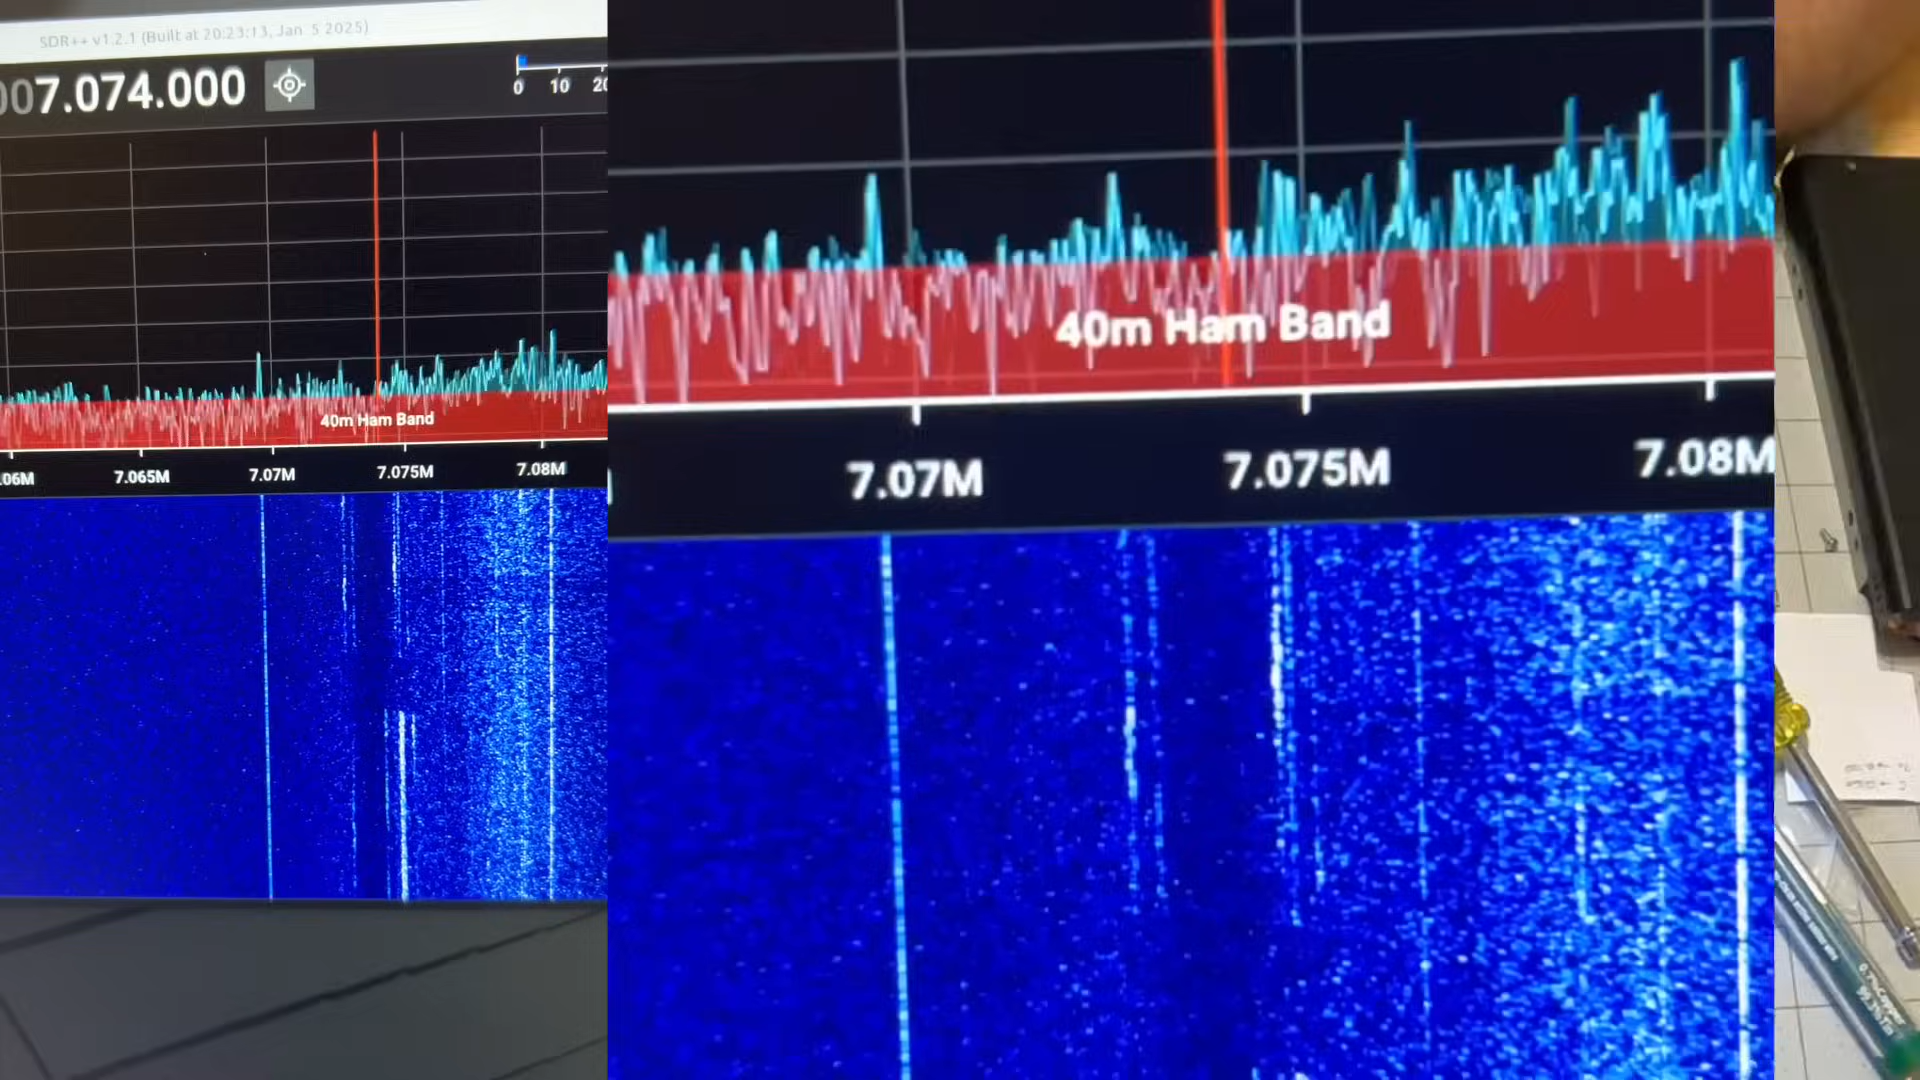 SDR++ v1.2.1 (Built at 20:23:13, Jan 5 2025)
007.074.000
0 10 20
40m Ham Band
.06M 7.065M 7.07M 7.075M 7.08M
40m Ham Band
7.07M 7.075M 7.08M